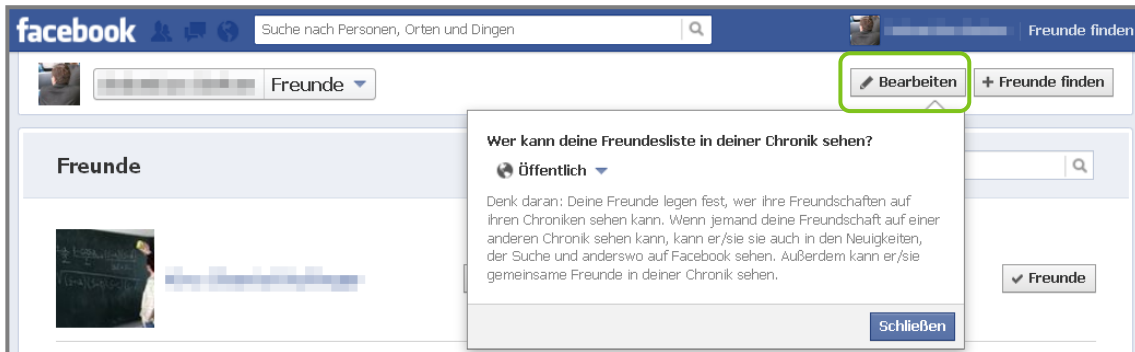 facebook
Suche nach Personen, Orten und Dingen
Freunde finden
Freunde
Bearbeiten
+ Freunde finden
Wer kann deine Freundesliste in deiner Chronik sehen?
Öffentlich
Denk daran: Deine Freunde legen fest, wer ihre Freundschaften auf
ihren Chroniken sehen kann. Wenn jemand deine Freundschaft auf einer
anderen Chronik sehen kann, kann er/sie sie auch in den Neuigkeiten,
der Suche und anderswo auf Facebook sehen. Außerdem kann er/sie
gemeinsame Freunde in deiner Chronik sehen.
Schließen
Freunde
Freunde